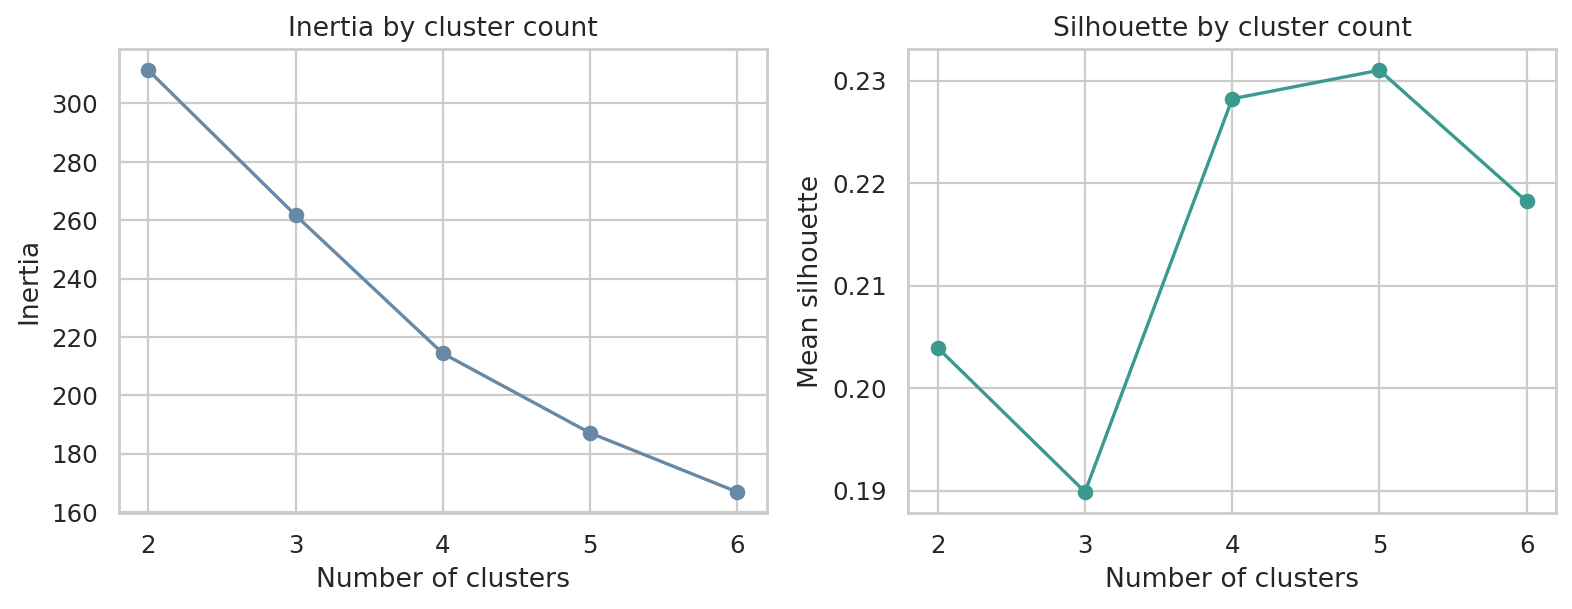 Inertia by cluster count
Inertia
300
280
260
240
220
200
180
160
2 3 4 5 6
Number of clusters
Silhouette by cluster count
Mean silhouette
0.23
0.22
0.21
0.20
0.19
2 3 4 5 6
Number of clusters